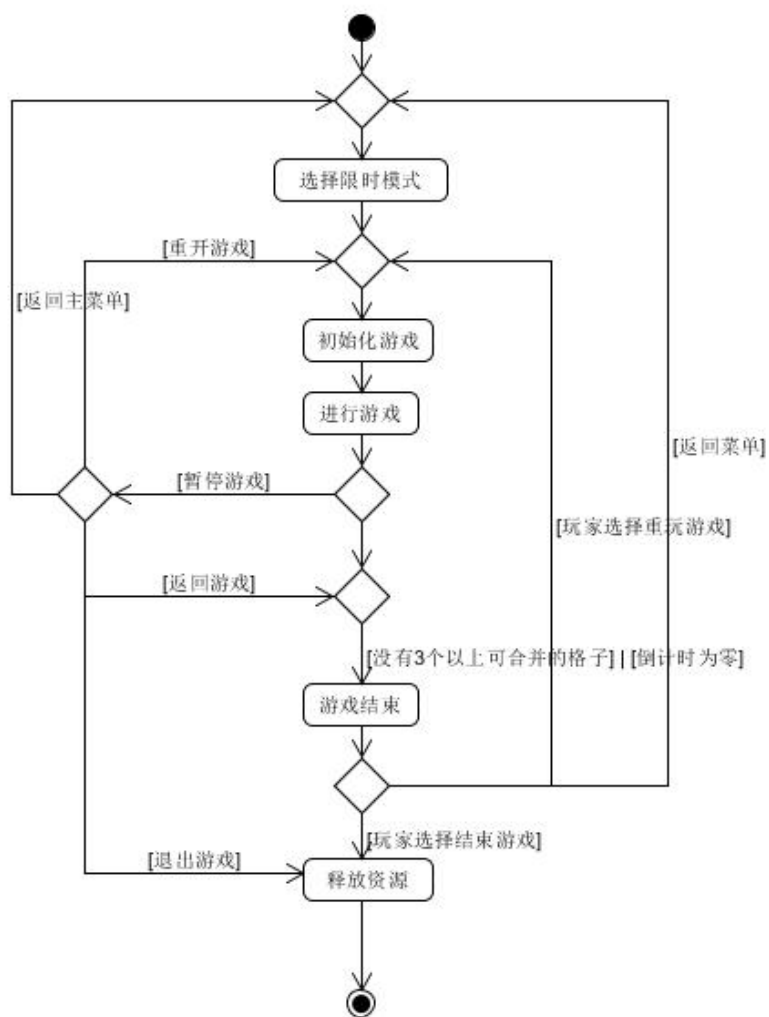 选择限时模式
[重开游戏]
[返回主菜单]
初始化游戏
进行游戏
[返回菜单]
[暂停游戏]
[玩家选择重玩游戏]
[返回游戏]
[没有3个以上可合并的格子] | [倒计时为零]
游戏结束
[玩家选择结束游戏]
[退出游戏]
释放资源